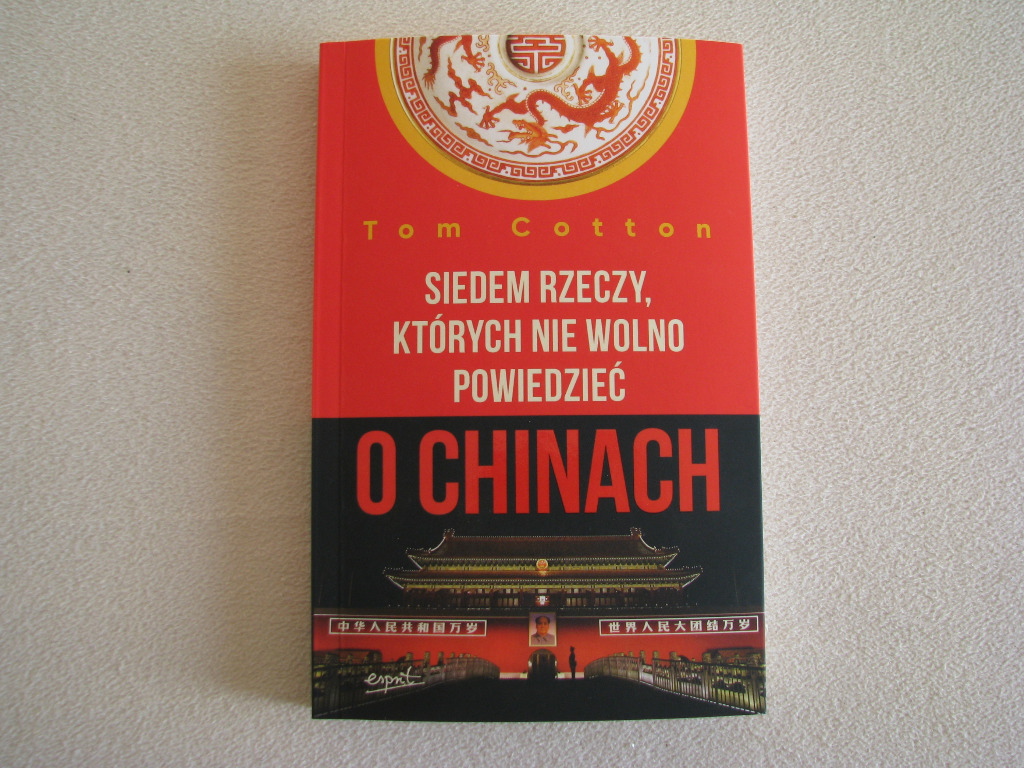 Tom Cotton
SIEDEM RZECZY,
KTÓRYCH NIE WOLNO
POWIEDZIEĆ
O CHINACH
中华人民共和国万岁
世界人民大团结万岁
esprit